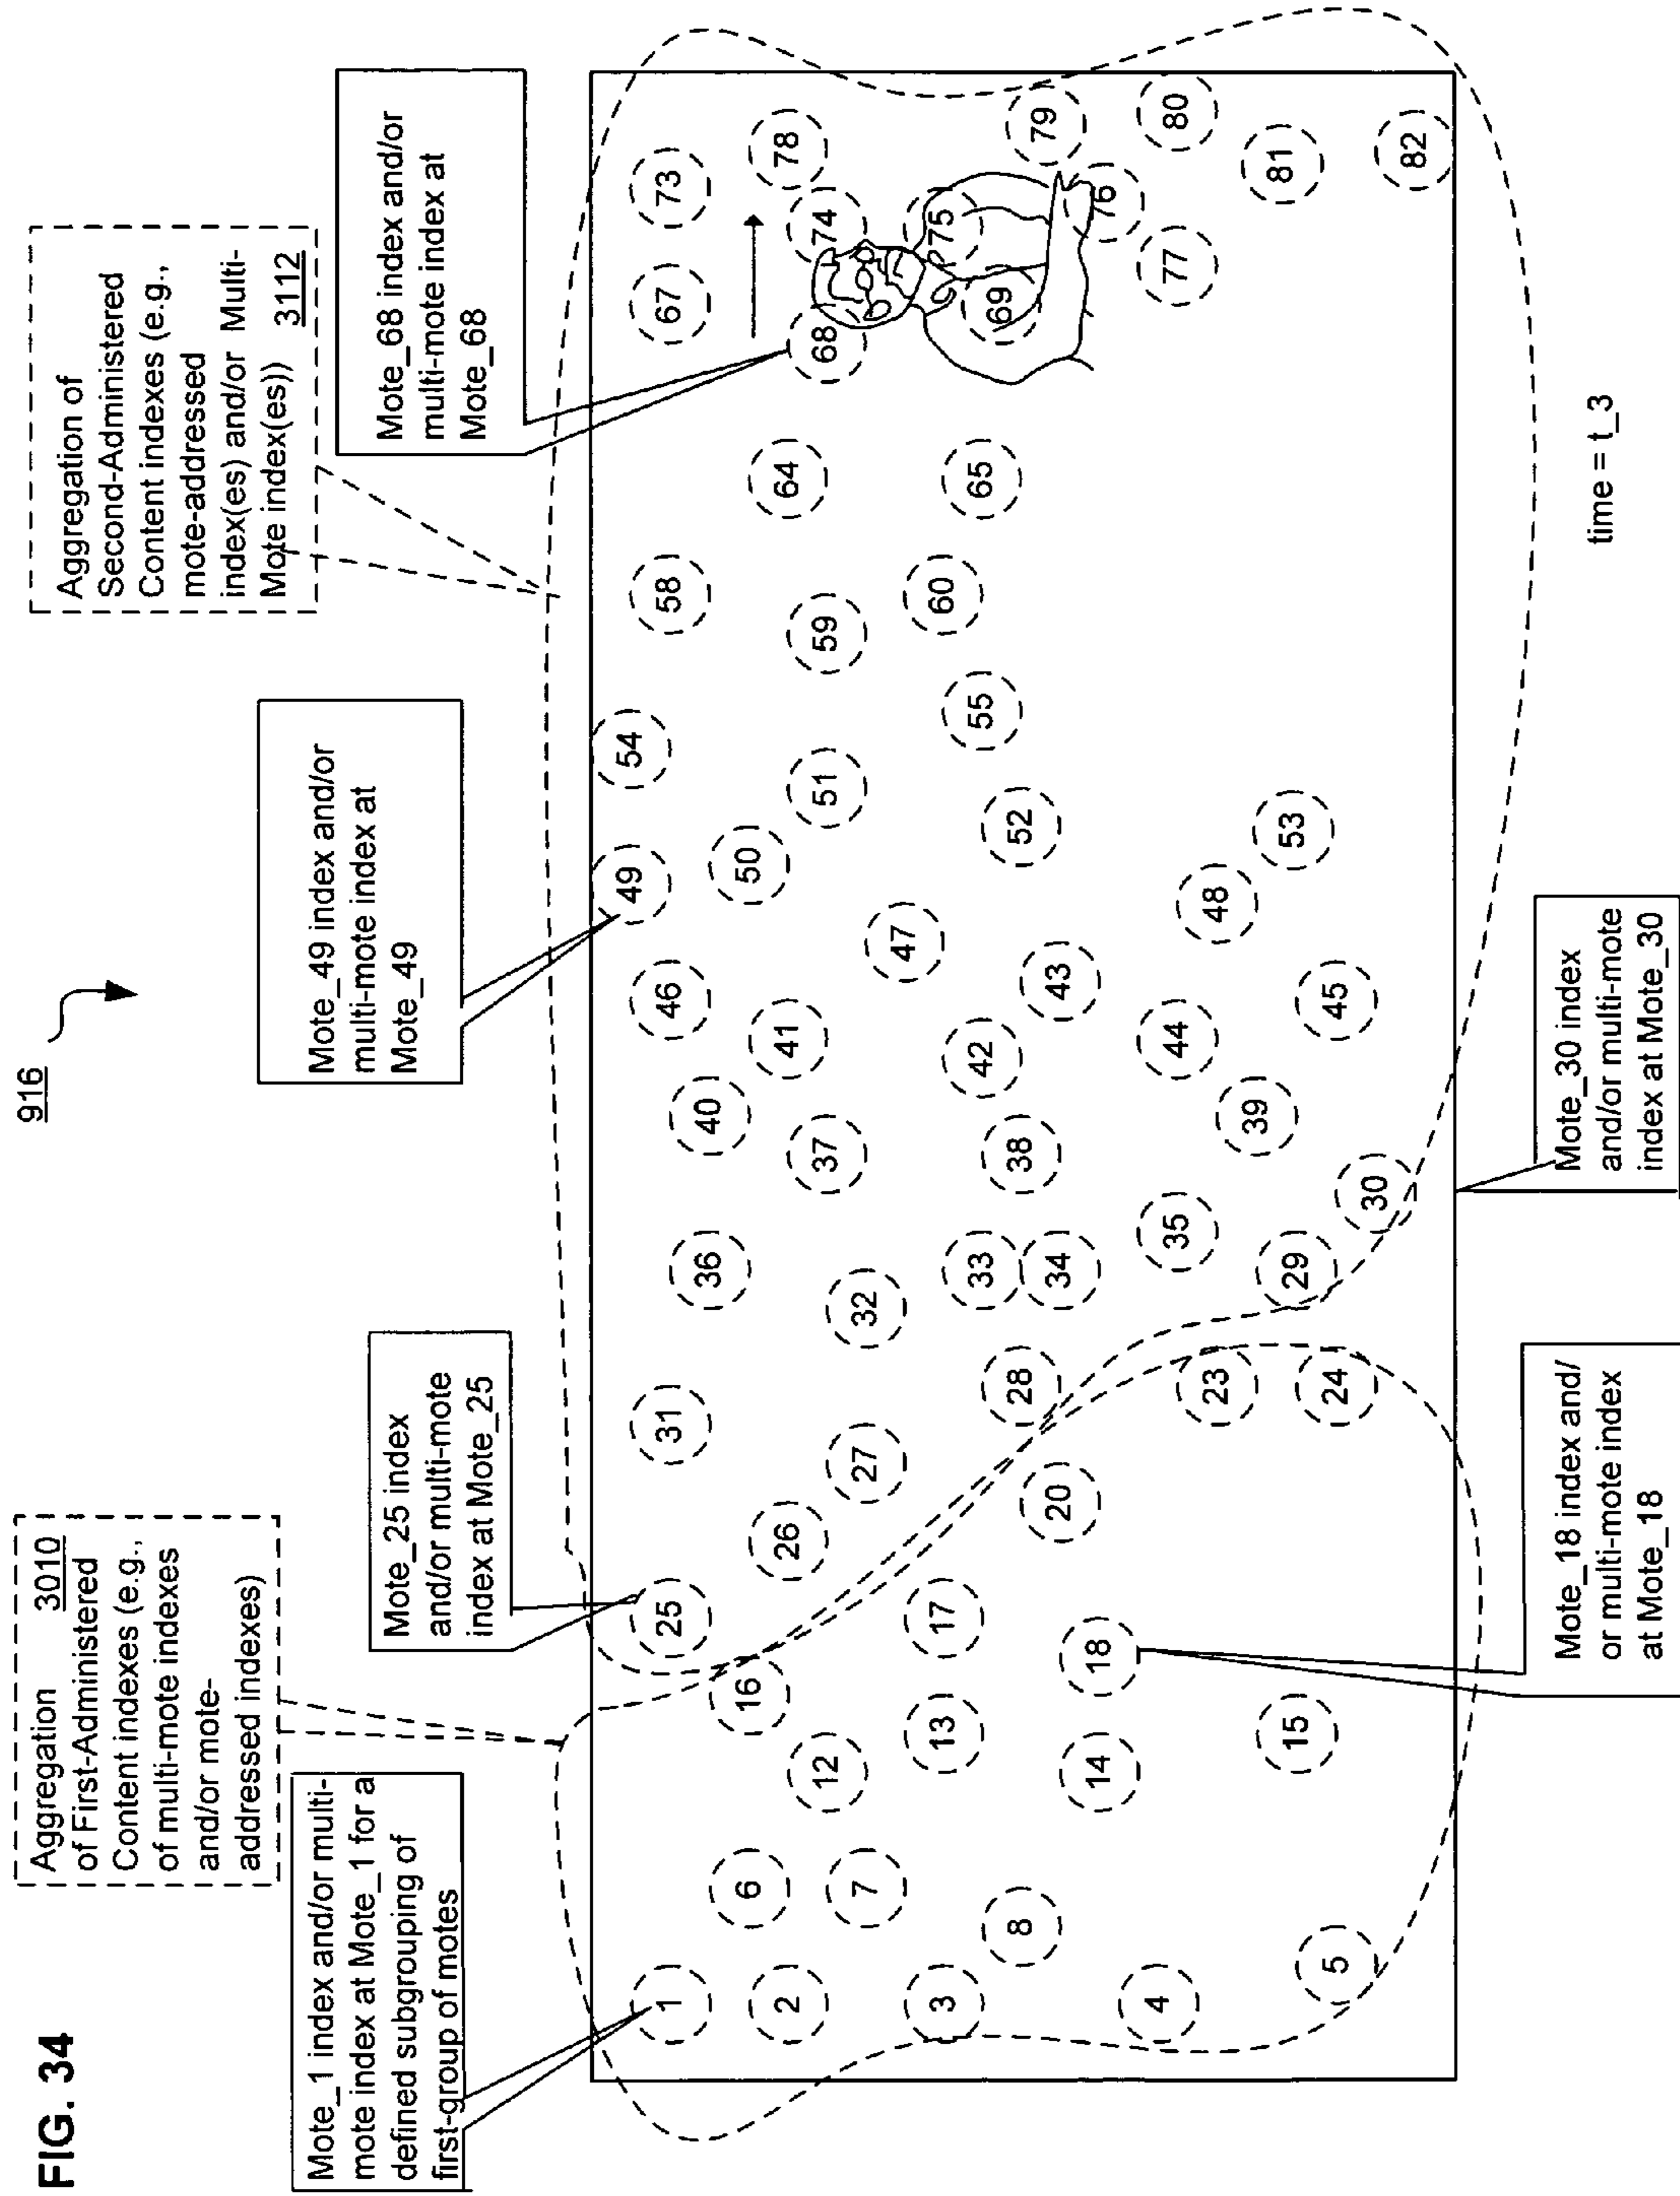 FIG. 34
916
Aggregation 3010
of First-Administered
Content indexes (e.g.,
of multi-mote indexes
and/or mote-
addressed indexes)
Aggregation of
Second-Administered
Content indexes (e.g.,
mote-addressed
index(es) and/or Multi-
Mote index(es)) 3112
Mote_1 index and/or multi-
mote index at Mote_1 for a
defined subgrouping of
first-group of motes
Mote_25 index
and/or multi-mote
index at Mote_25
Mote_49 index and/or
multi-mote index at
Mote_49
Mote_68 index and/or
multi-mote index at
Mote_68
1
2
3
4
5
6
7
8
12
13
14
15
16
17
18
20
23
24
25
26
27
28
29
30
31
32
33
34
35
36
37
38
39
40
41
42
43
44
45
46
47
48
49
50
51
52
53
54
55
58
59
60
64
65
67
68
69
73
74
75
76
77
78
79
80
81
82
Mote_18 index and/
or multi-mote index
at Mote_18
Mote_30 index
and/or multi-mote
index at Mote_30
time = t_3